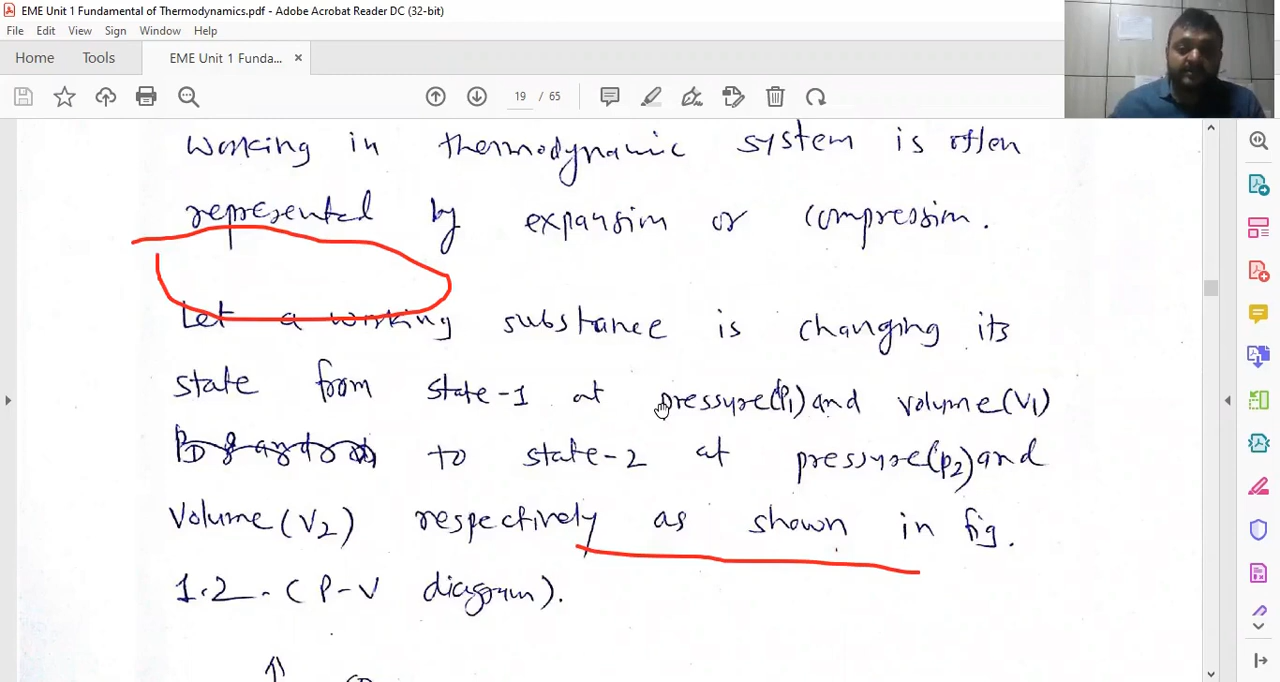 EME Unit 1 Fundamental of Thermodynamics.pdf - Adobe Acrobat Reader DC (32-bit)
File Edit View Sign Window Help
Home Tools EME Unit 1 Funda... ×
19 / 65
Working in thermodynamic system is often
represented by expansion or compression.
Let a working substance is changing its
state from state-1 at pressure(P1) and volume(V1)
to state-2 at pressure(P2) and
Volume(V2) respectively as shown in fig.
1.2. (P-V diagram).